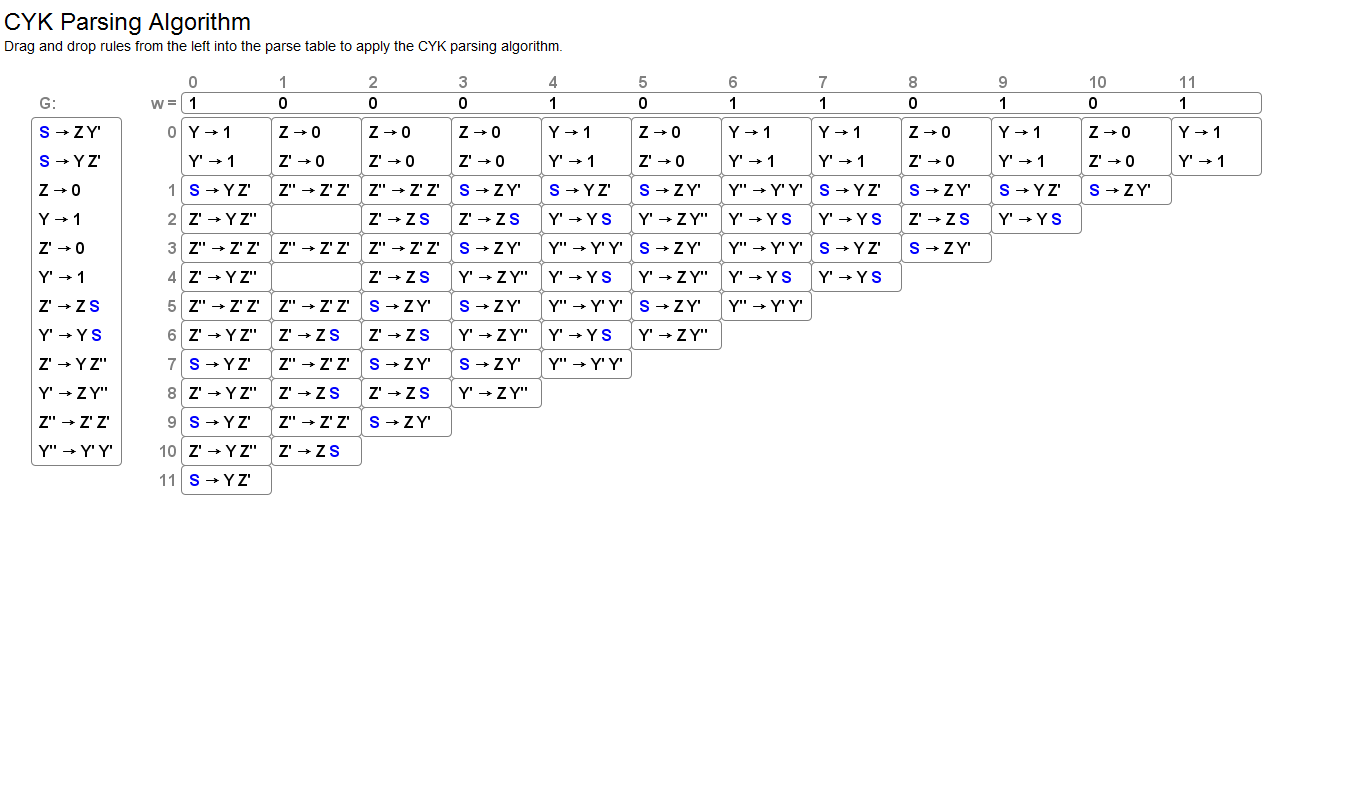 CYK Parsing Algorithm
Drag and drop rules from the left into the parse table to apply the CYK parsing algorithm.
0 1 2 3 4 5 6 7 8 9 10 11
G: w = 1 0 0 0 1 0 1 1 0 1 0 1
S → Z Y' 0 Y → 1 Z → 0 Z → 0 Z → 0 Y → 1 Z → 0 Y → 1 Y → 1 Z → 0 Y → 1 Z → 0 Y → 1
S → Y Z' Y' → 1 Z' → 0 Z' → 0 Z' → 0 Y' → 1 Z' → 0 Y' → 1 Y' → 1 Z' → 0 Y' → 1 Z' → 0 Y' → 1
Z → 0 1 S → Y Z' Z'' → Z' Z' Z'' → Z' Z' S → Z Y' S → Y Z' S → Z Y' Y'' → Y' Y' S → Y Z' S → Z Y' S → Y Z' S → Z Y'
Y → 1 2 Z' → Y Z'' Z' → Z S Z' → Z S Y' → Y S Y' → Z Y'' Y' → Y S Y' → Y S Z' → Z S Y' → Y S
Z' → 0 3 Z'' → Z' Z' Z'' → Z' Z' Z'' → Z' Z' S → Z Y' Y'' → Y' Y' S → Z Y' Y'' → Y' Y' S → Y Z' S → Z Y'
Y' → 1 4 Z' → Y Z'' Z' → Z S Y' → Z Y'' Y' → Y S Y' → Z Y'' Y' → Y S Y' → Y S
Z' → Z S 5 Z'' → Z' Z' Z'' → Z' Z' S → Z Y' S → Z Y' Y'' → Y' Y' S → Z Y' Y'' → Y' Y'
Y' → Y S 6 Z' → Y Z'' Z' → Z S Z' → Z S Y' → Z Y'' Y' → Y S Y' → Z Y''
Z' → Y Z'' 7 S → Y Z' Z'' → Z' Z' S → Z Y' S → Z Y' Y'' → Y' Y'
Y' → Z Y'' 8 Z' → Y Z'' Z' → Z S Z' → Z S Y' → Z Y''
Z'' → Z' Z' 9 S → Y Z' Z'' → Z' Z' S → Z Y'
Y'' → Y' Y' 10 Z' → Y Z'' Z' → Z S
11 S → Y Z'